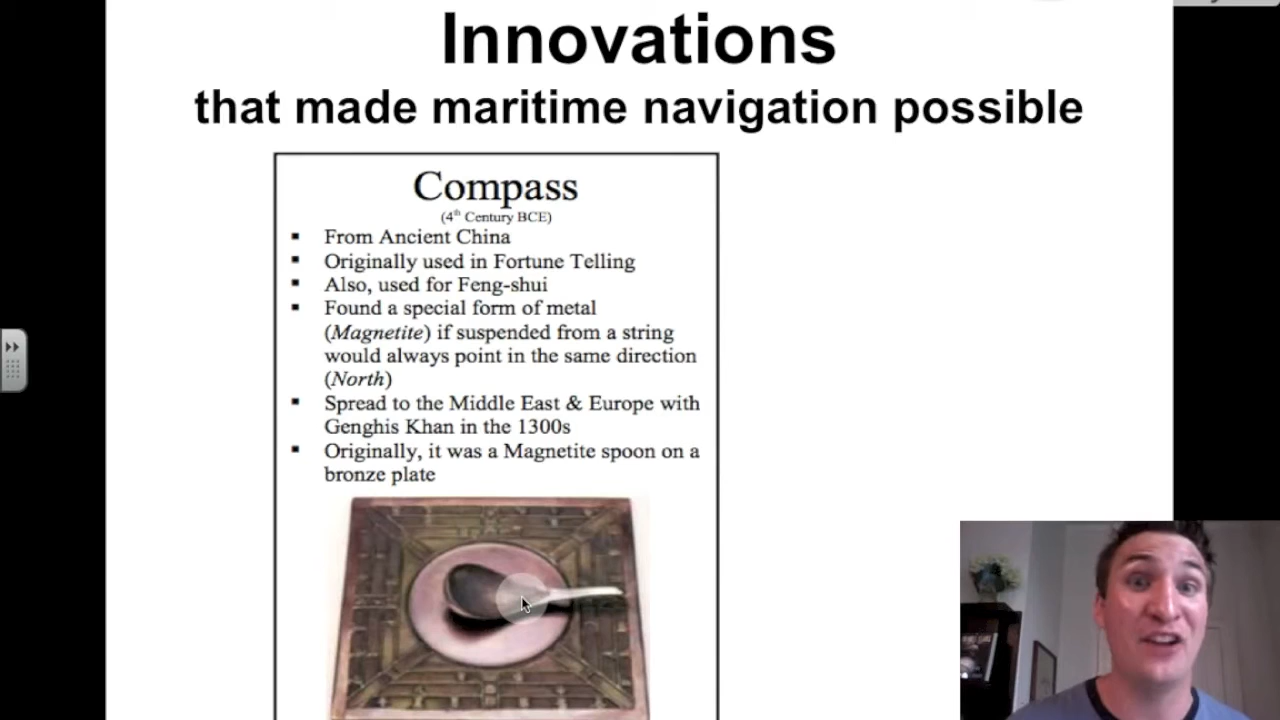 Innovations
that made maritime navigation possible
Compass
(4th Century BCE)
▪ From Ancient China
▪ Originally used in Fortune Telling
▪ Also, used for Feng-shui
▪ Found a special form of metal
(Magnetite) if suspended from a string
would always point in the same direction
(North)
▪ Spread to the Middle East & Europe with
Genghis Khan in the 1300s
▪ Originally, it was a Magnetite spoon on a
bronze plate